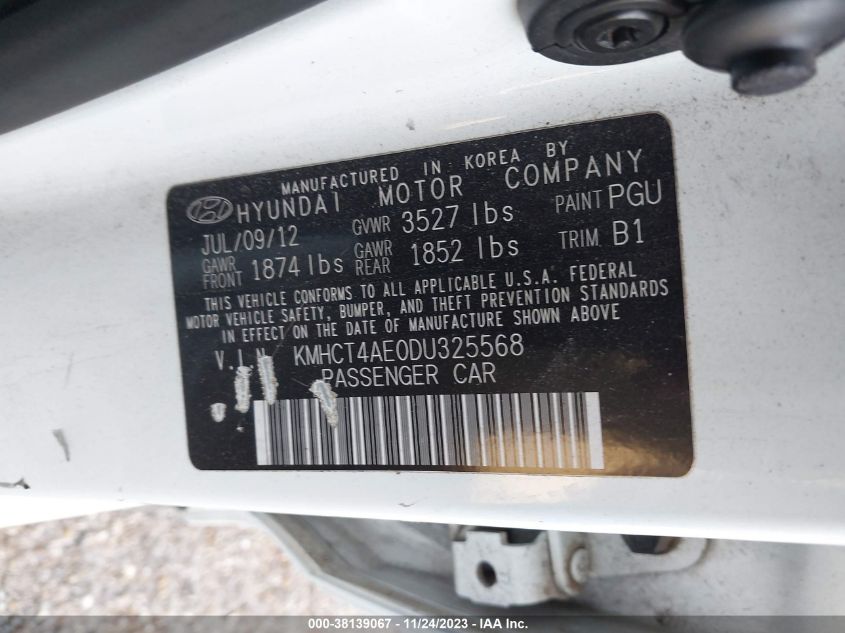 MANUFACTURED IN KOREA BY
HYUNDAI MOTOR COMPANY
JUL/09/12 GVWR 3527 lbs PAINT PGU
GAWR FRONT 1874 lbs GAWR REAR 1852 lbs TRIM B1
THIS VEHICLE CONFORMS TO ALL APPLICABLE U.S.A. FEDERAL
MOTOR VEHICLE SAFETY, BUMPER, AND THEFT PREVENTION STANDARDS
IN EFFECT ON THE DATE OF MANUFACTURE SHOWN ABOVE
V.I.N KMHCT4AE0DU325568
PASSENGER CAR
000-38139067 - 11/24/2023 - IAA Inc.